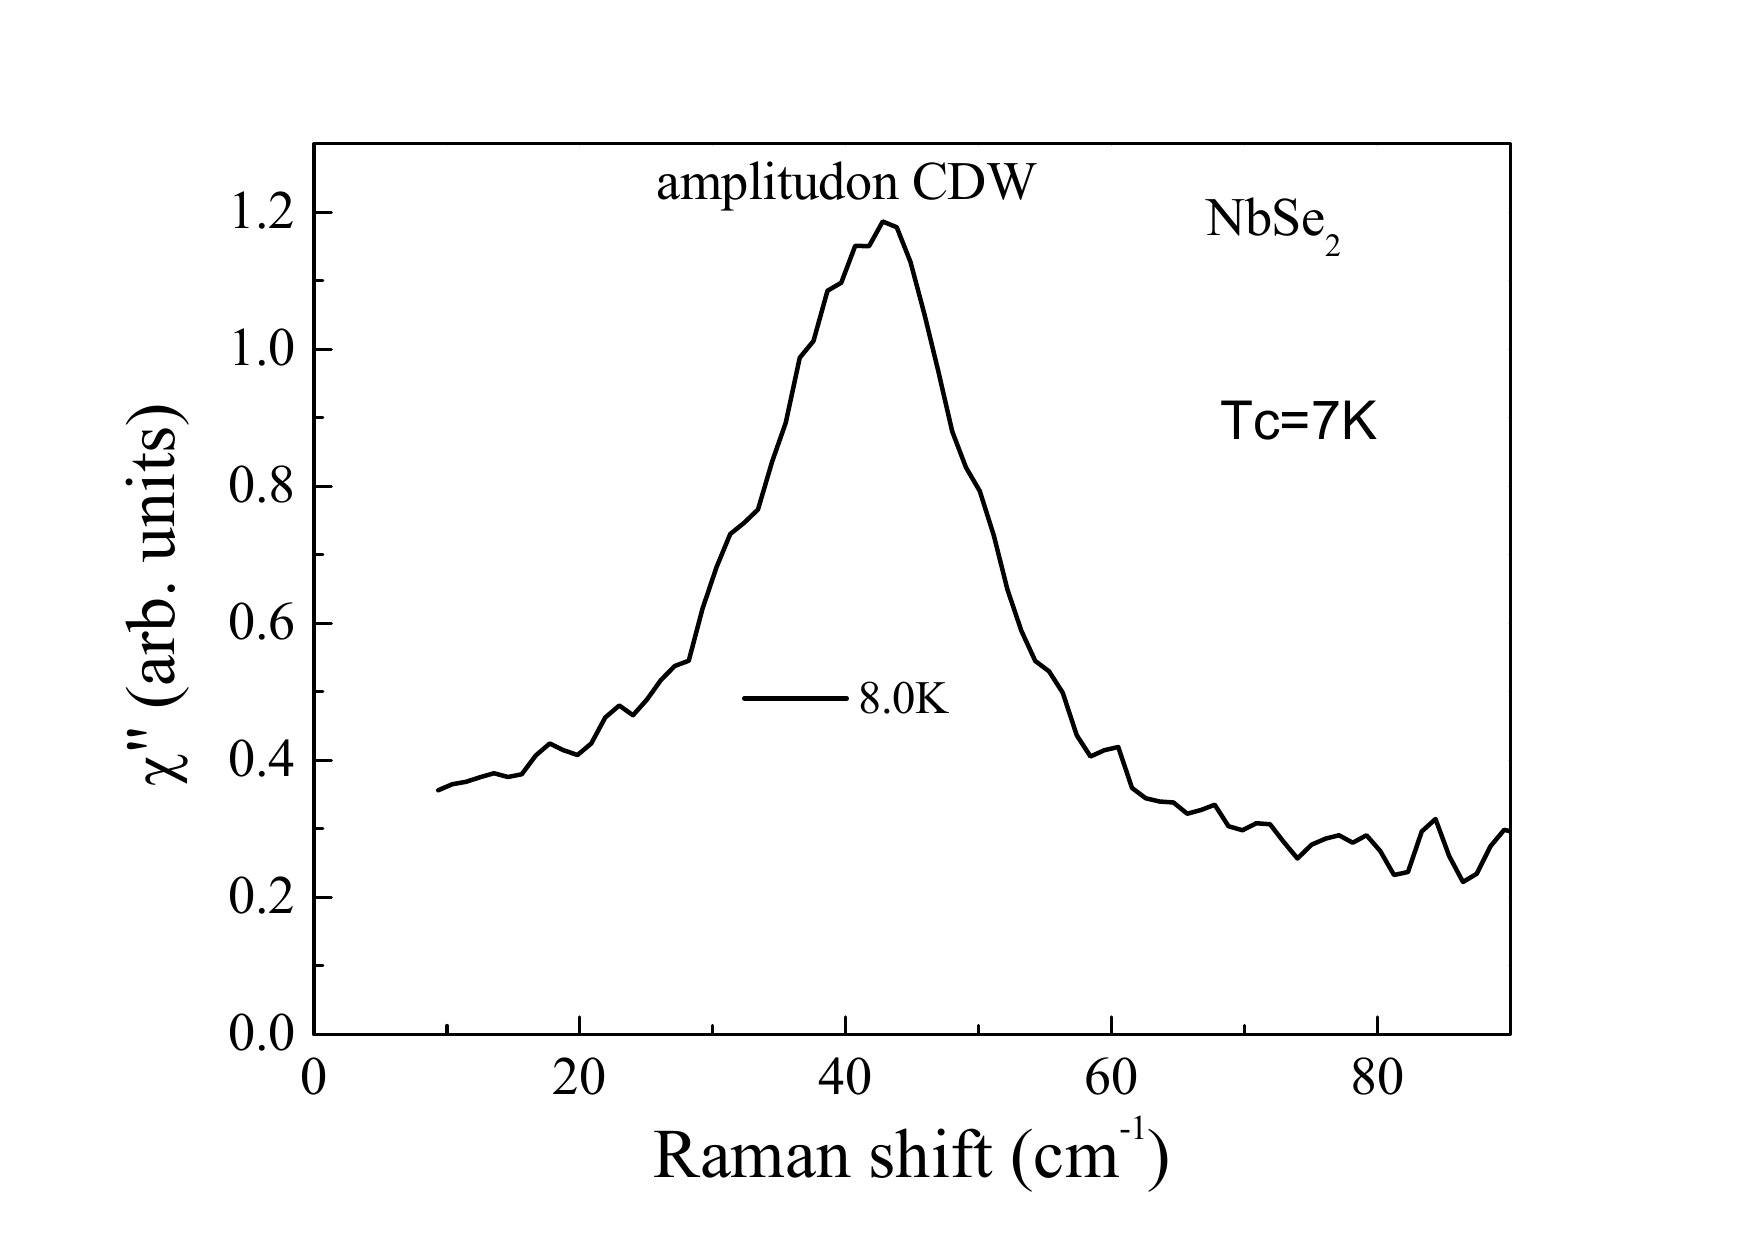 amplitudon CDW
NbSe₂
Tc=7K
8.0K
χ" (arb. units)
1.2
1.0
0.8
0.6
0.4
0.2
0.0
0 20 40 60 80
Raman shift (cm⁻¹)